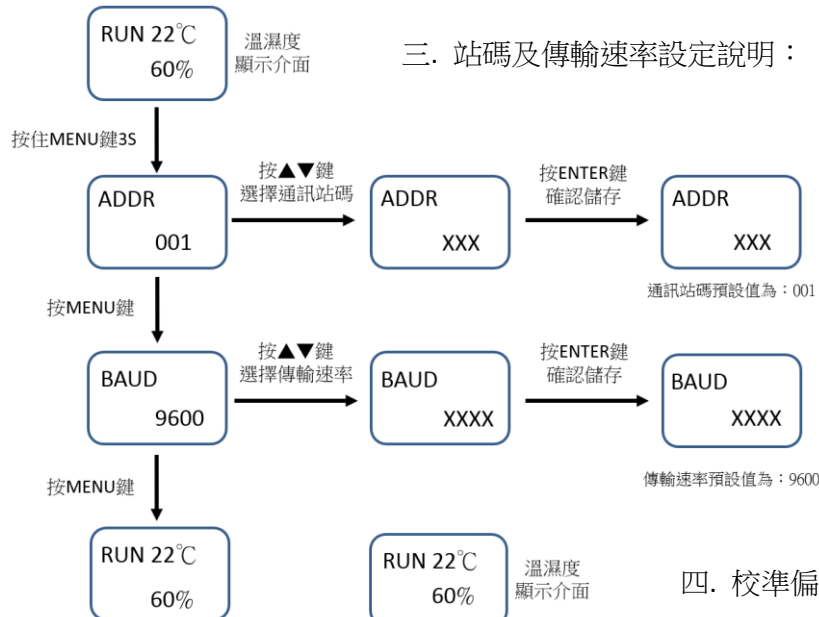 RUN 22℃
60%
溫濕度
顯示介面
三. 站碼及傳輸速率設定說明：
按住MENU鍵3S
ADDR
001
按▲▼鍵
選擇通訊站碼
ADDR
XXX
按ENTER鍵
確認儲存
ADDR
XXX
通訊站碼預設值為：001
按MENU鍵
BAUD
9600
按▲▼鍵
選擇傳輸速率
BAUD
XXXX
按ENTER鍵
確認儲存
BAUD
XXXX
傳輸速率預設值為：9600
按MENU鍵
RUN 22℃
60%
RUN 22℃
60%
溫濕度
顯示介面
四. 校準偏